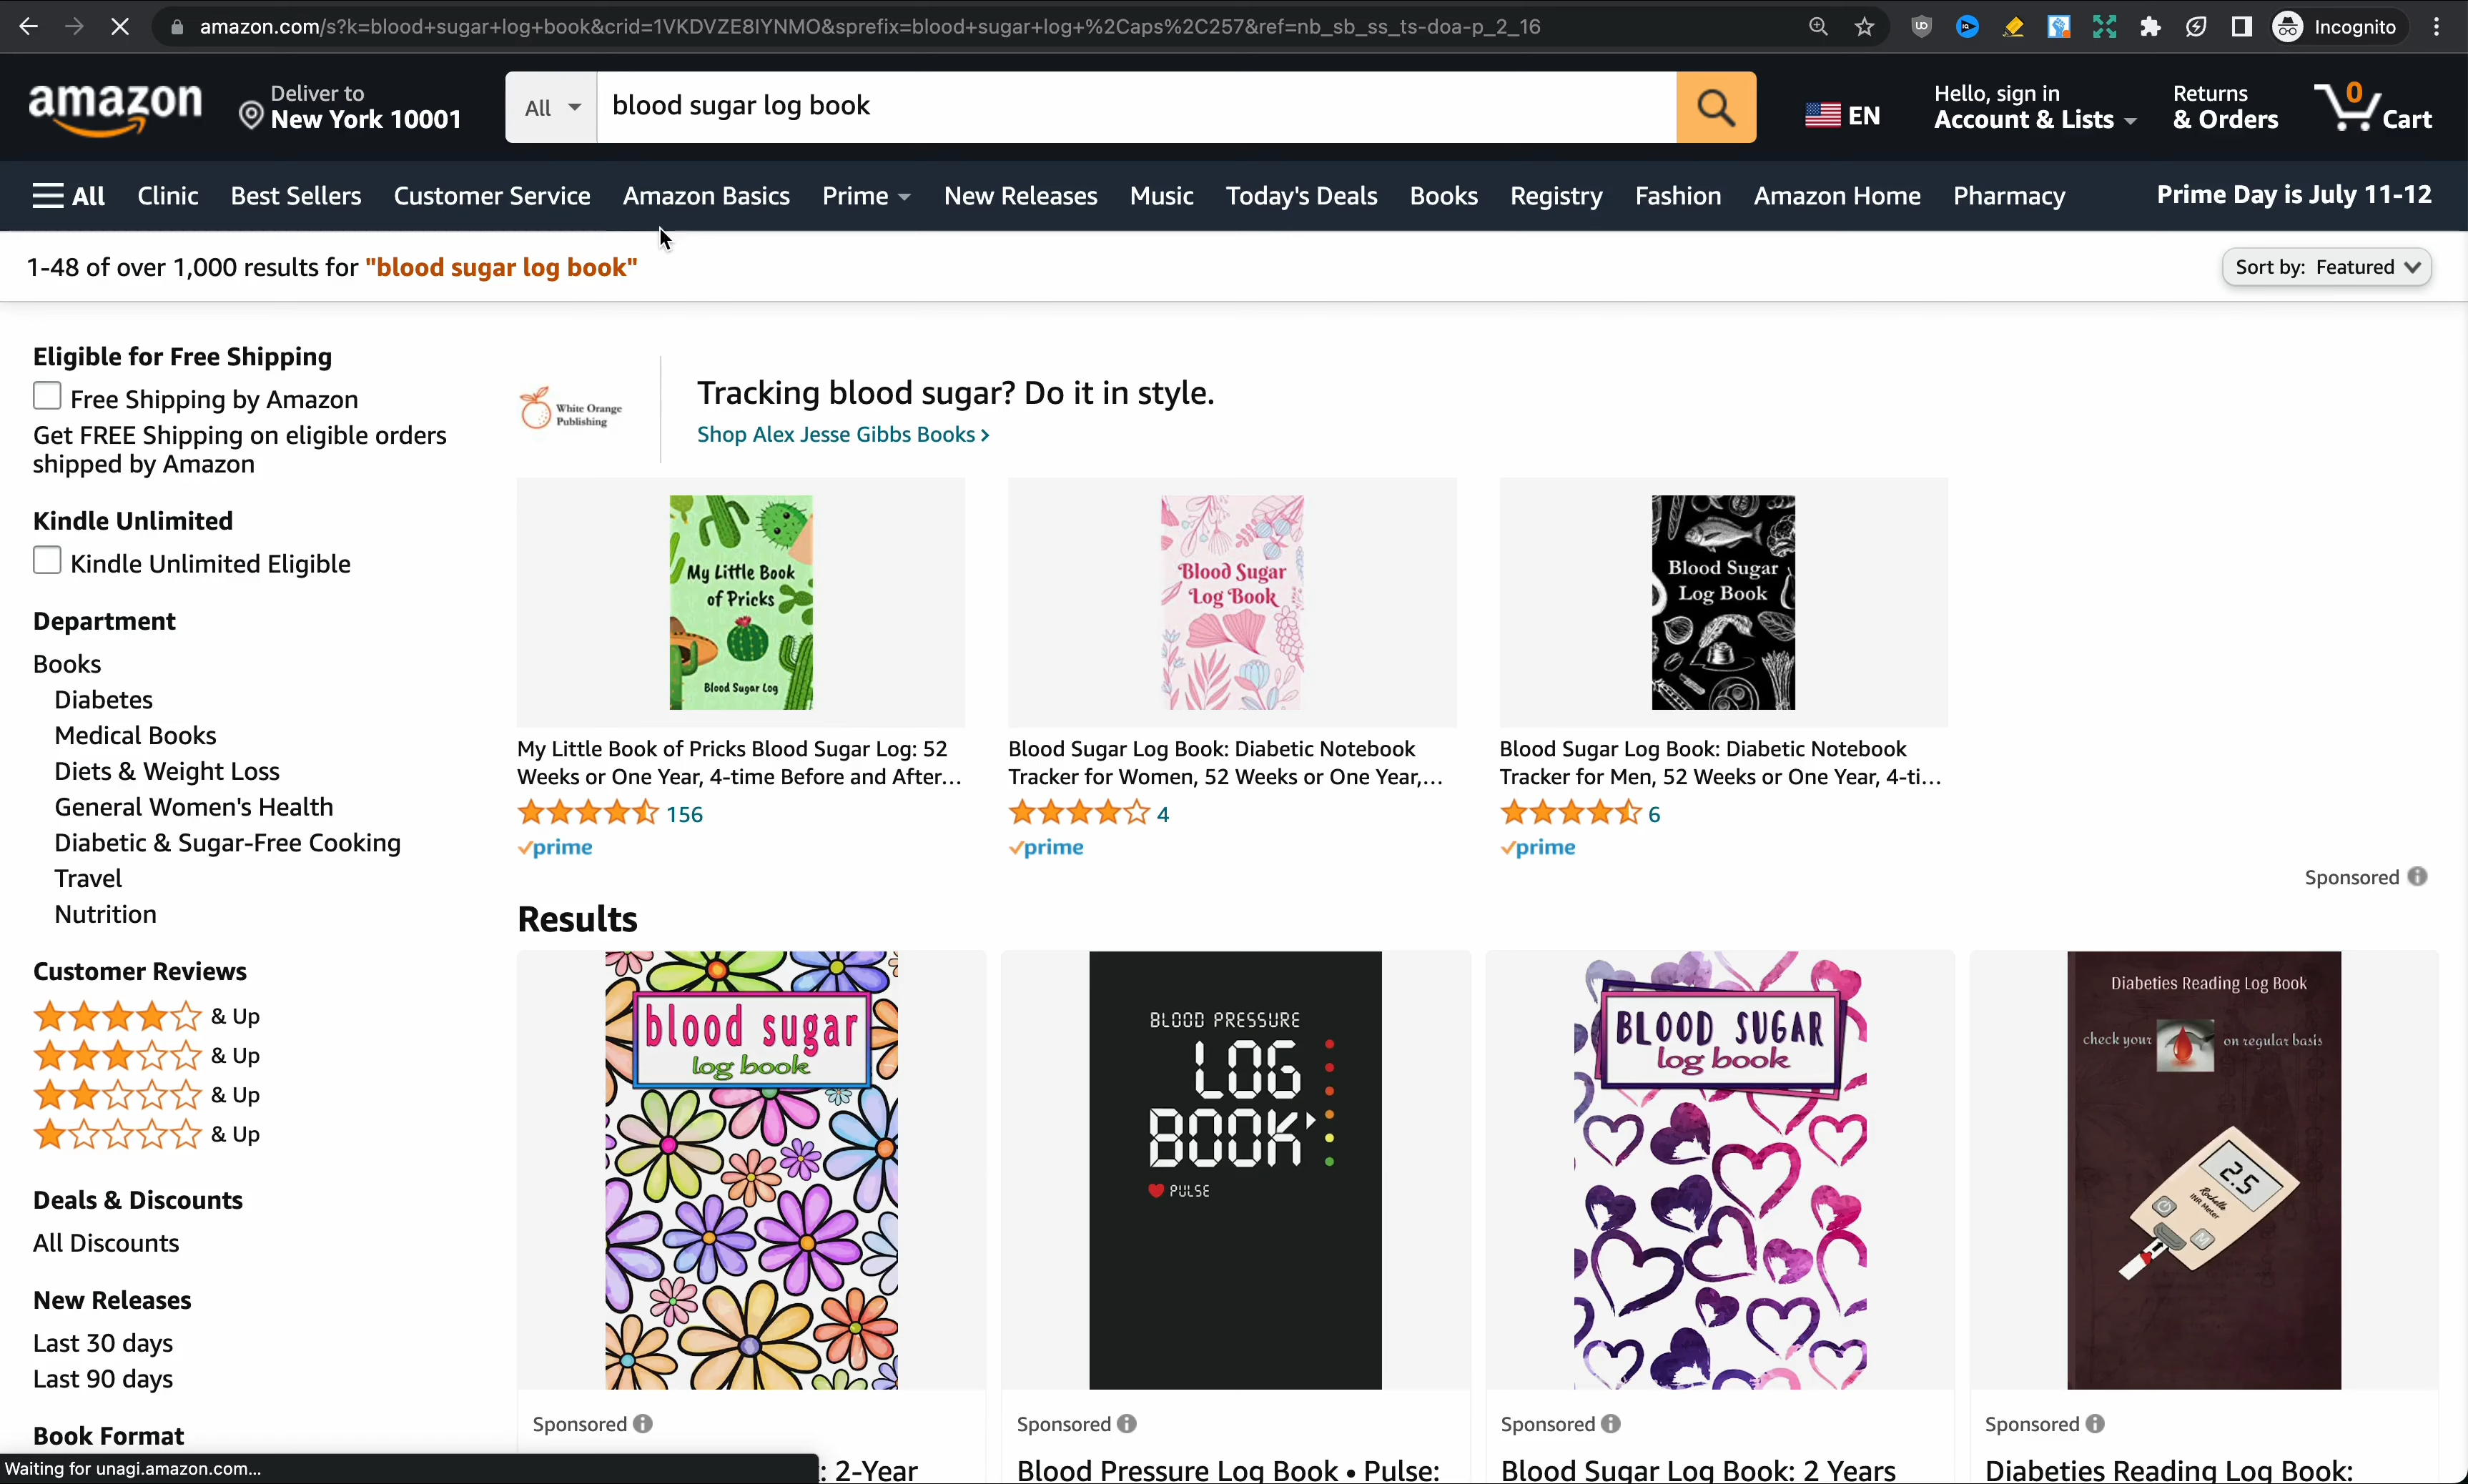 amazon.com/s?k=blood+sugar+log+book&crid=1VKDVZE8IYNMO&sprefix=blood+sugar+log+%2Caps%2C257&ref=nb_sb_ss_ts-doa-p_2_16
Incognito
amazon
Deliver to
New York 10001
All
blood sugar log book
EN
Hello, sign in
Account & Lists
Returns
& Orders
0
Cart
All Clinic Best Sellers Customer Service Amazon Basics Prime New Releases Music Today's Deals Books Registry Fashion Amazon Home Pharmacy Prime Day is July 11-12
1-48 of over 1,000 results for "blood sugar log book"
Sort by: Featured
Eligible for Free Shipping
Free Shipping by Amazon
Get FREE Shipping on eligible orders
shipped by Amazon
Kindle Unlimited
Kindle Unlimited Eligible
Department
Books
Diabetes
Medical Books
Diets & Weight Loss
General Women's Health
Diabetic & Sugar-Free Cooking
Travel
Nutrition
Customer Reviews
& Up
& Up
& Up
& Up
Deals & Discounts
All Discounts
New Releases
Last 30 days
Last 90 days
Book Format
Waiting for unagi.amazon.com...
White Orange
Publishing
Tracking blood sugar? Do it in style.
Shop Alex Jesse Gibbs Books ›
My Little Book
of Pricks
Blood Sugar Log
My Little Book of Pricks Blood Sugar Log: 52
Weeks or One Year, 4-time Before and After...
156
prime
Blood Sugar
Log Book
Blood Sugar Log Book: Diabetic Notebook
Tracker for Women, 52 Weeks or One Year,...
4
prime
Blood Sugar
Log Book
Blood Sugar Log Book: Diabetic Notebook
Tracker for Men, 52 Weeks or One Year, 4-ti...
6
prime
Sponsored
Results
blood sugar
log book
Sponsored
: 2-Year
BLOOD PRESSURE
LOG
BOOK
PULSE
Sponsored
Blood Pressure Log Book • Pulse:
BLOOD SUGAR
log book
Sponsored
Blood Sugar Log Book: 2 Years
Diabeties Reading Log Book
check your on regular basis
2.5
Rochelle
INR Meter
M
Sponsored
Diabeties Reading Log Book: